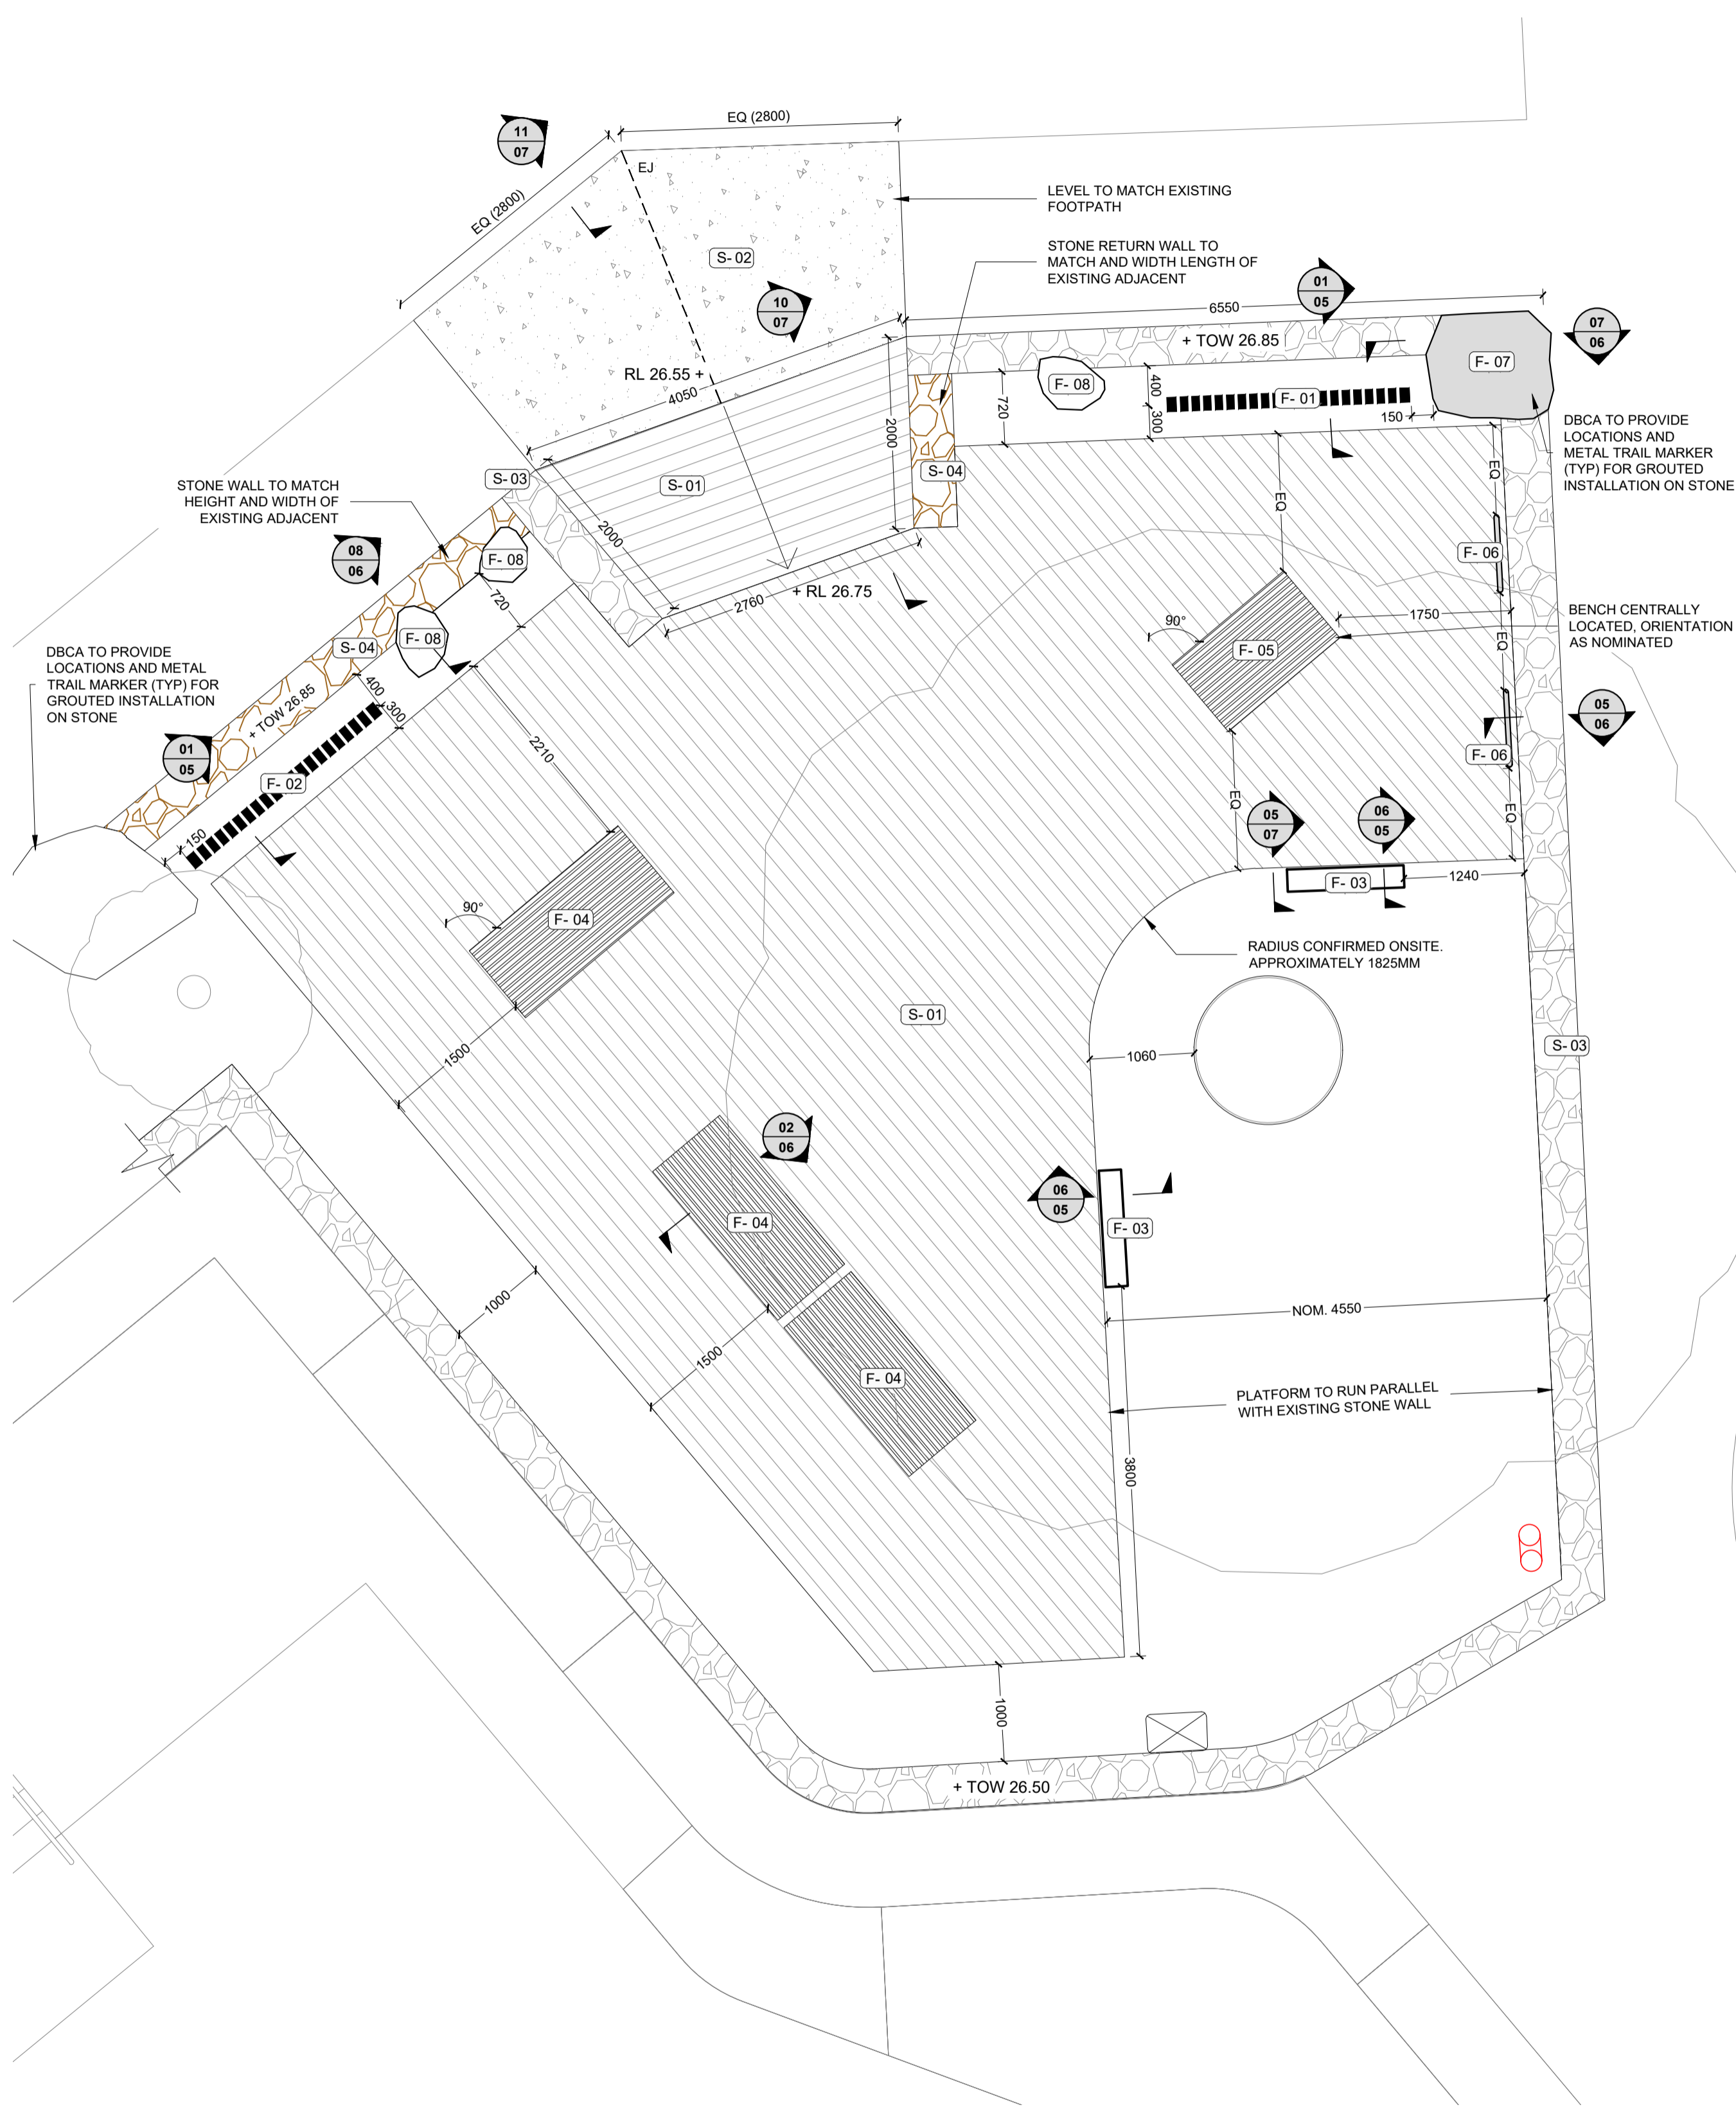 EQ (2800)
11
07
EJ
EQ (2800)
LEVEL TO MATCH EXISTING
FOOTPATH
S- 02
STONE RETURN WALL TO
MATCH AND WIDTH LENGTH OF
EXISTING ADJACENT
10
07
01
05
6550
07
06
+ TOW 26.85
RL 26.55 +
4050
F- 08
F- 07
400
F- 01
720
300
150
2000
DBCA TO PROVIDE
LOCATIONS AND
METAL TRAIL MARKER
(TYP) FOR GROUTED
INSTALLATION ON STONE
S- 04
S- 03
S- 01
EQ
EQ
STONE WALL TO MATCH
HEIGHT AND WIDTH OF
EXISTING ADJACENT
2000
08
06
F- 08
F- 06
2760
+ RL 26.75
720
1750
BENCH CENTRALLY
LOCATED, ORIENTATION
AS NOMINATED
90°
F- 05
EQ
F- 08
S- 04
DBCA TO PROVIDE
LOCATIONS AND METAL
TRAIL MARKER (TYP) FOR
GROUTED INSTALLATION
ON STONE
400
300
+ TOW 26.85
05
06
2210
01
05
F- 06
F- 02
EQ
EQ
05
07
06
05
150
F- 03
1240
90°
F- 04
RADIUS CONFIRMED ONSITE.
APPROXIMATELY 1825MM
S- 01
1500
1060
S- 03
02
06
06
05
F- 04
F- 03
1000
NOM. 4550
1500
F- 04
PLATFORM TO RUN PARALLEL
WITH EXISTING STONE WALL
3800
1000
+ TOW 26.50